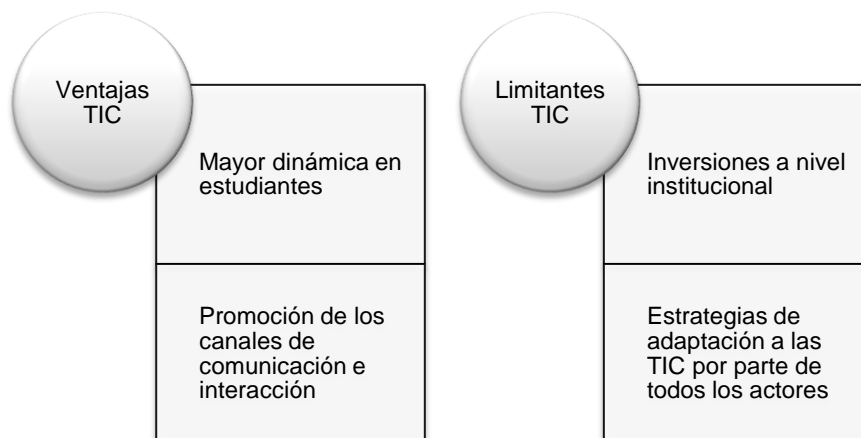 Ventajas
TIC
Mayor dinámica en
estudiantes
Promoción de los
canales de
comunicación e
interacción
Limitantes
TIC
Inversiones a nivel
institucional
Estrategias de
adaptación a las
TIC por parte de
todos los actores